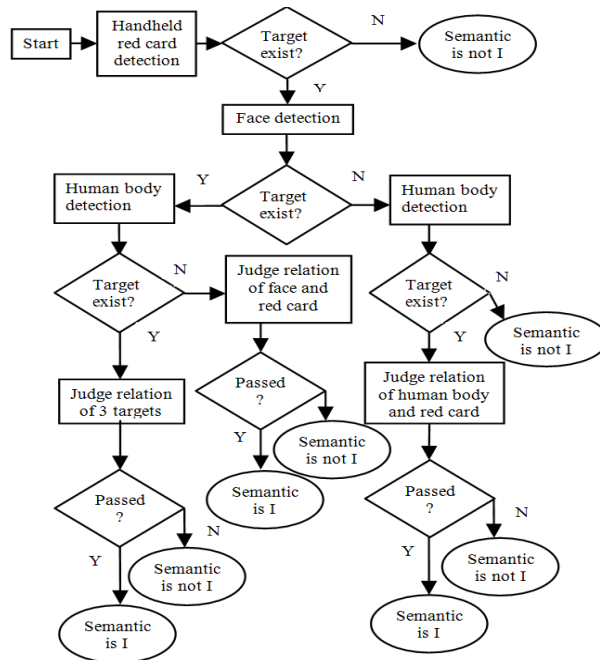 Start
Handheld
red card
detection
Target
exist?
N
Semantic
is not I
Y
Face detection
Human body
detection
Y
Target
exist?
N
Human body
detection
Target
exist?
N
Judge relation
of face and
red card
Target
exist?
N
Y
Y
Semantic
is not I
Judge relation
of 3 targets
Passed
?
Judge relation
of human body
and red card
Y
Semantic
is not I
Semantic
is I
Passed
?
N
Y
Semantic
is not I
Semantic
is I
Passed
?
N
Y
Semantic
is not I
Semantic
is I